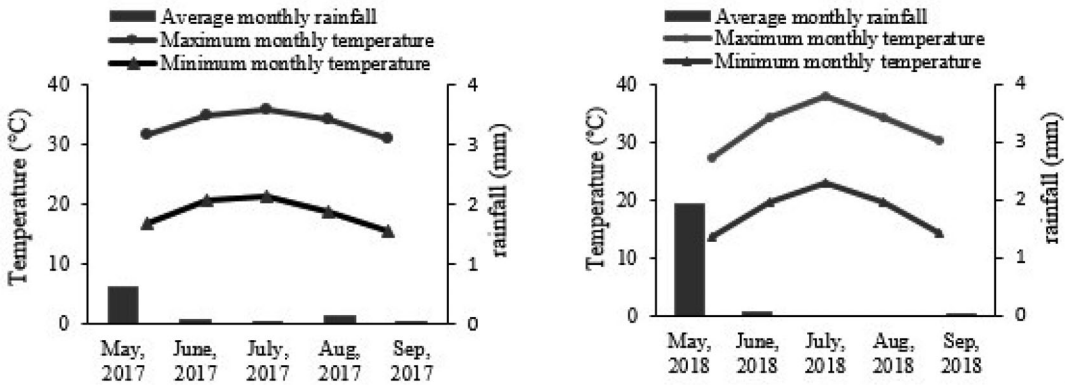 Average monthly rainfall
Maximum monthly temperature
Minimum monthly temperature
Temperature (°C)
40
30
20
10
0
4
3
2
1
0
rainfall (mm)
May, June, July, Aug, Sep,
2017 2017 2017 2017 2017
Average monthly rainfall
Maximum monthly temperature
Minimum monthly temperature
Temperature (°C)
40
30
20
10
0
4
3
2
1
0
rainfall (mm)
May, June, July, Aug, Sep,
2018 2018 2018 2018 2018